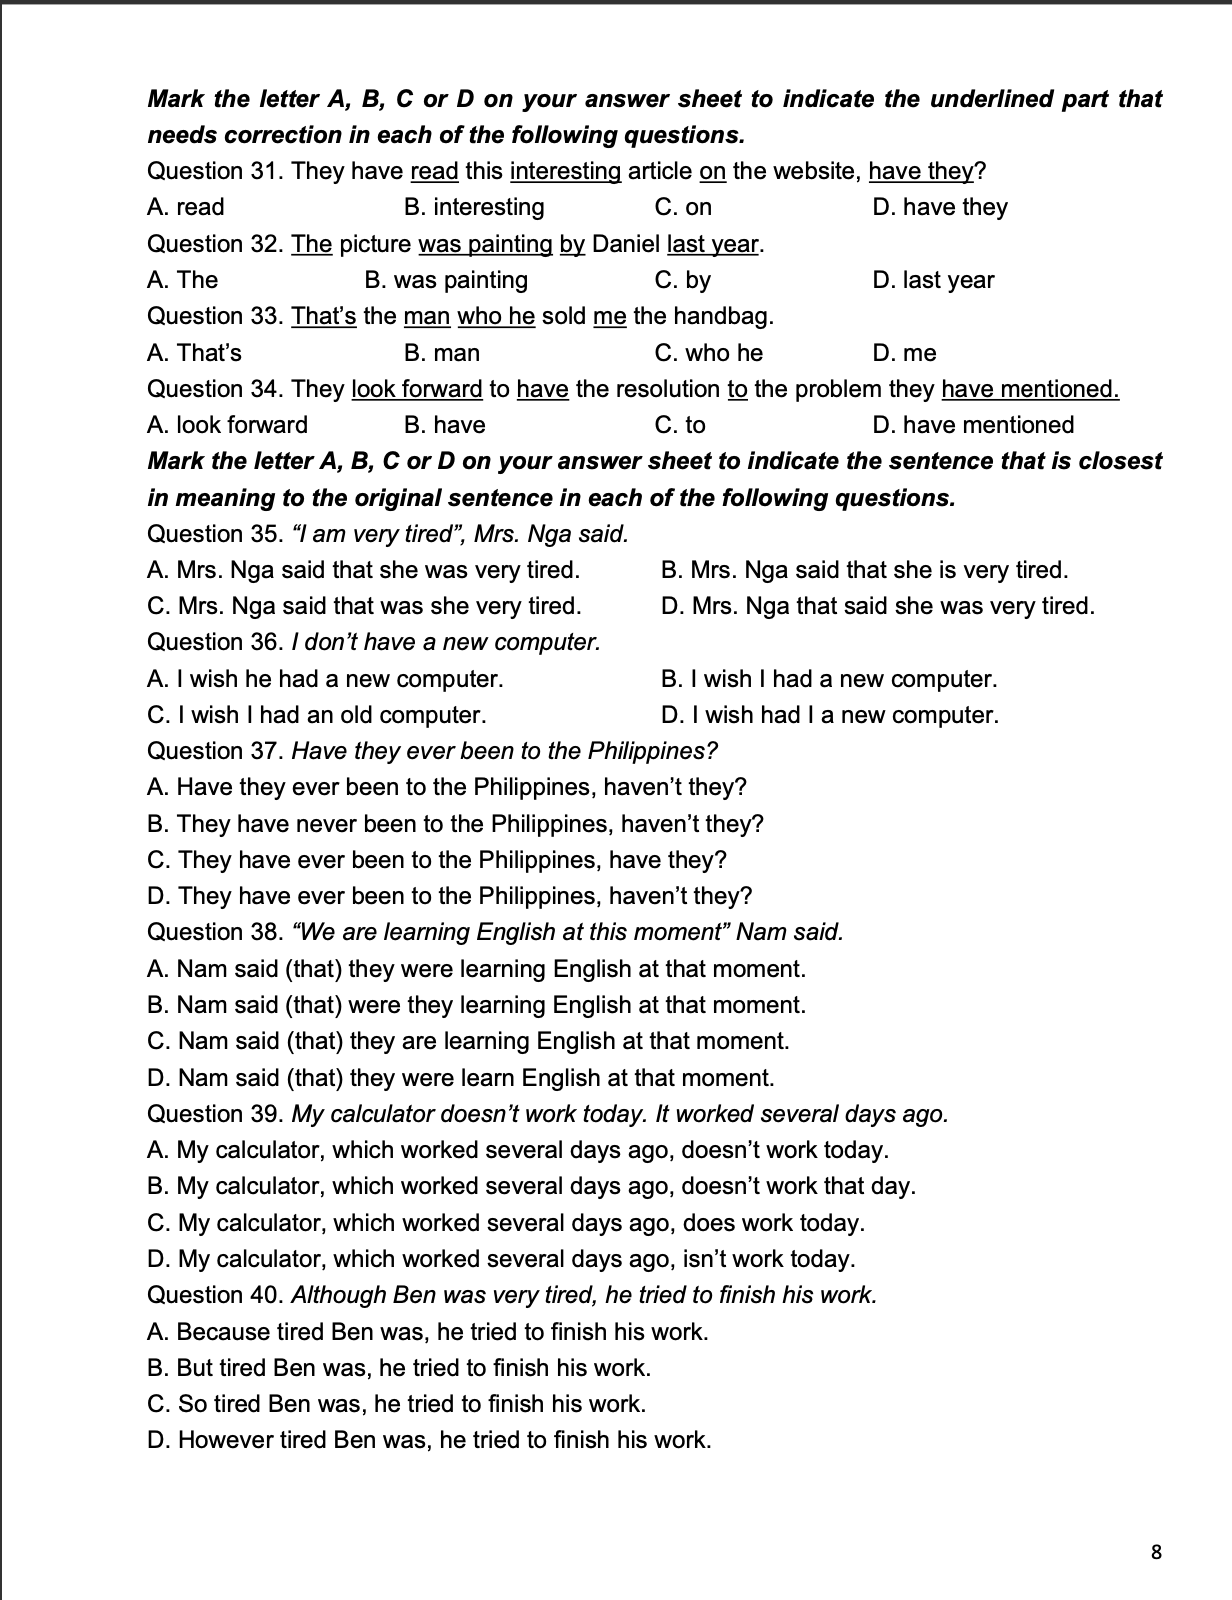 Mark the letter A, B, C or D on your answer sheet to indicate the underlined part that
needs correction in each of the following questions.
Question 31. They have read this interesting article on the website, have they?
A. read B. interesting C. on D. have they
Question 32. The picture was painting by Daniel last year.
A. The B. was painting C. by D. last year
Question 33. That’s the man who he sold me the handbag.
A. That’s B. man C. who he D. me
Question 34. They look forward to have the resolution to the problem they have mentioned.
A. look forward B. have C. to D. have mentioned
Mark the letter A, B, C or D on your answer sheet to indicate the sentence that is closest
in meaning to the original sentence in each of the following questions.
Question 35. “I am very tired”, Mrs. Nga said.
A. Mrs. Nga said that she was very tired. B. Mrs. Nga said that she is very tired.
C. Mrs. Nga said that was she very tired. D. Mrs. Nga that said she was very tired.
Question 36. I don’t have a new computer.
A. I wish he had a new computer. B. I wish I had a new computer.
C. I wish I had an old computer. D. I wish had I a new computer.
Question 37. Have they ever been to the Philippines?
A. Have they ever been to the Philippines, haven’t they?
B. They have never been to the Philippines, haven’t they?
C. They have ever been to the Philippines, have they?
D. They have ever been to the Philippines, haven’t they?
Question 38. “We are learning English at this moment” Nam said.
A. Nam said (that) they were learning English at that moment.
B. Nam said (that) were they learning English at that moment.
C. Nam said (that) they are learning English at that moment.
D. Nam said (that) they were learn English at that moment.
Question 39. My calculator doesn’t work today. It worked several days ago.
A. My calculator, which worked several days ago, doesn’t work today.
B. My calculator, which worked several days ago, doesn’t work that day.
C. My calculator, which worked several days ago, does work today.
D. My calculator, which worked several days ago, isn’t work today.
Question 40. Although Ben was very tired, he tried to finish his work.
A. Because tired Ben was, he tried to finish his work.
B. But tired Ben was, he tried to finish his work.
C. So tired Ben was, he tried to finish his work.
D. However tired Ben was, he tried to finish his work.
8